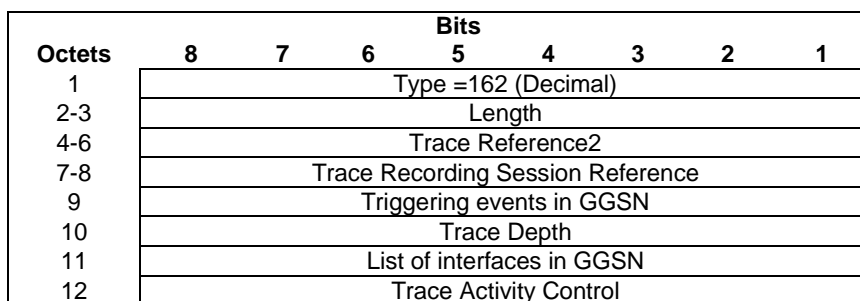 Bits
Octets 8 7 6 5 4 3 2 1
1 Type =162 (Decimal)
2-3 Length
4-6 Trace Reference2
7-8 Trace Recording Session Reference
9 Triggering events in GGSN
10 Trace Depth
11 List of interfaces in GGSN
12 Trace Activity Control